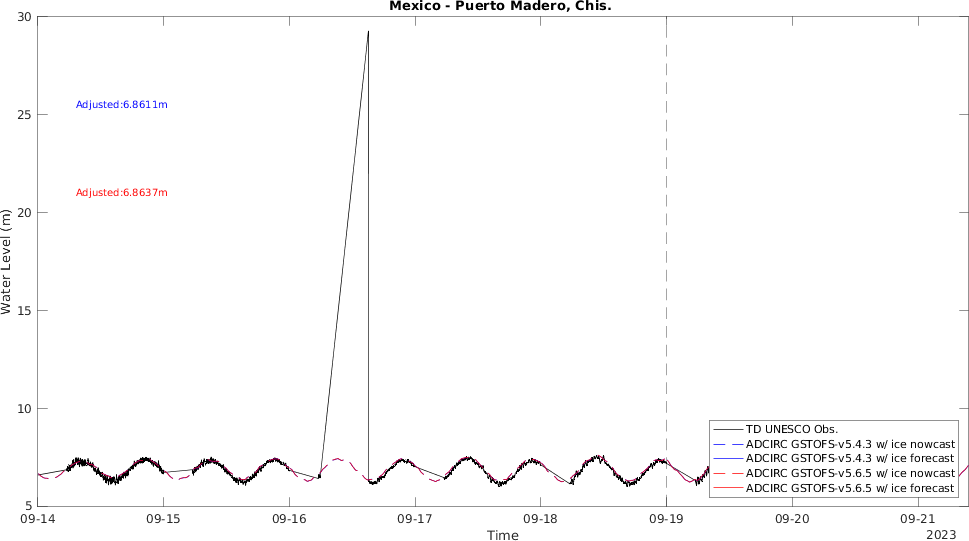 Mexico - Puerto Madero, Chis.
30
25
20
15
10
5
Water Level (m)
Adjusted:6.8611m
Adjusted:6.8637m
TD UNESCO Obs.
ADCIRC GSTOFS-v5.4.3 w/ ice nowcast
ADCIRC GSTOFS-v5.4.3 w/ ice forecast
ADCIRC GSTOFS-v5.6.5 w/ ice nowcast
ADCIRC GSTOFS-v5.6.5 w/ ice forecast
09-14 09-15 09-16 09-17 09-18 09-19 09-20 09-21
Time
2023